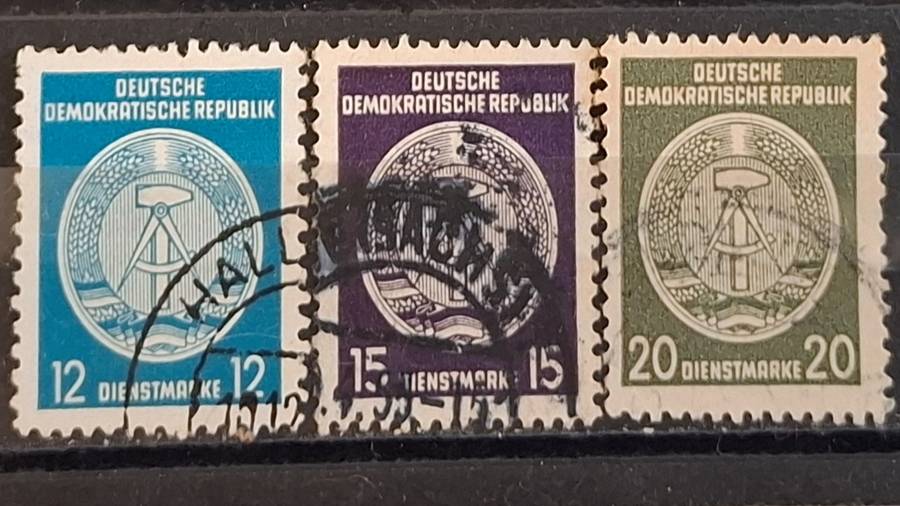 DEUTSCHE
DEMOKRATISCHE REPUBLIK
12 DIENSTMARKE 12
DEUTSCHE
DEMOKRATISCHE REPUBLIK
15 DIENSTMARKE 15
DEUTSCHE
DEMOKRATISCHE REPUBLIK
20 DIENSTMARKE 20